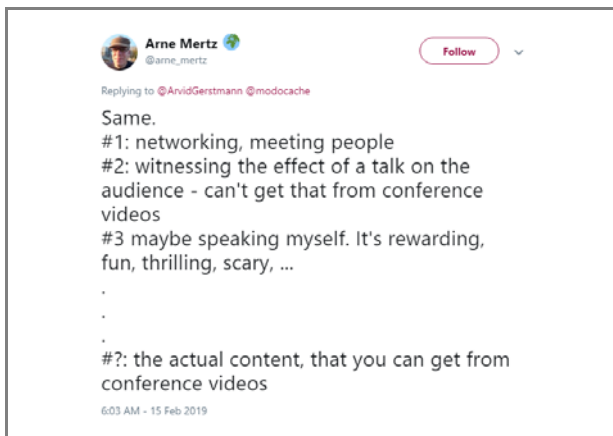 Arne Mertz 🌍
@arne_mertz
Follow
Replying to @ArvidGerstmann @modocache
Same.
#1: networking, meeting people
#2: witnessing the effect of a talk on the
audience - can't get that from conference
videos
#3 maybe speaking myself. It's rewarding,
fun, thrilling, scary, ...
.
.
.
#?: the actual content, that you can get from
conference videos
6:03 AM - 15 Feb 2019